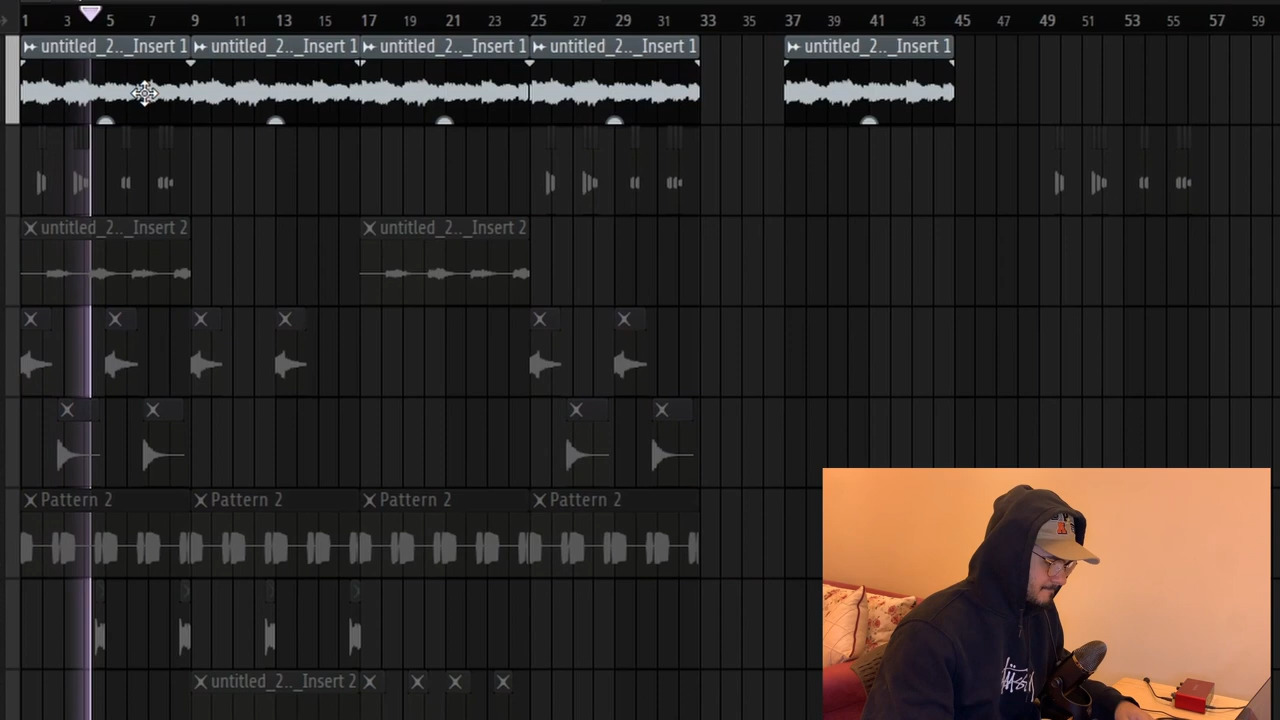 1 3 5 7 9 11 13 15 17 19 21 23 25 27 29 31 33 35 37 39 41 43 45 47 49 51 53 55 57 59
untitled_2.._Insert 1 untitled_2.._Insert 1 untitled_2.._Insert 1 untitled_2.._Insert 1 untitled_2.._Insert 1
untitled_2.._Insert 2 untitled_2.._Insert 2
Pattern 2 Pattern 2 Pattern 2 Pattern 2
untitled_2.._Insert 2
Stüssy